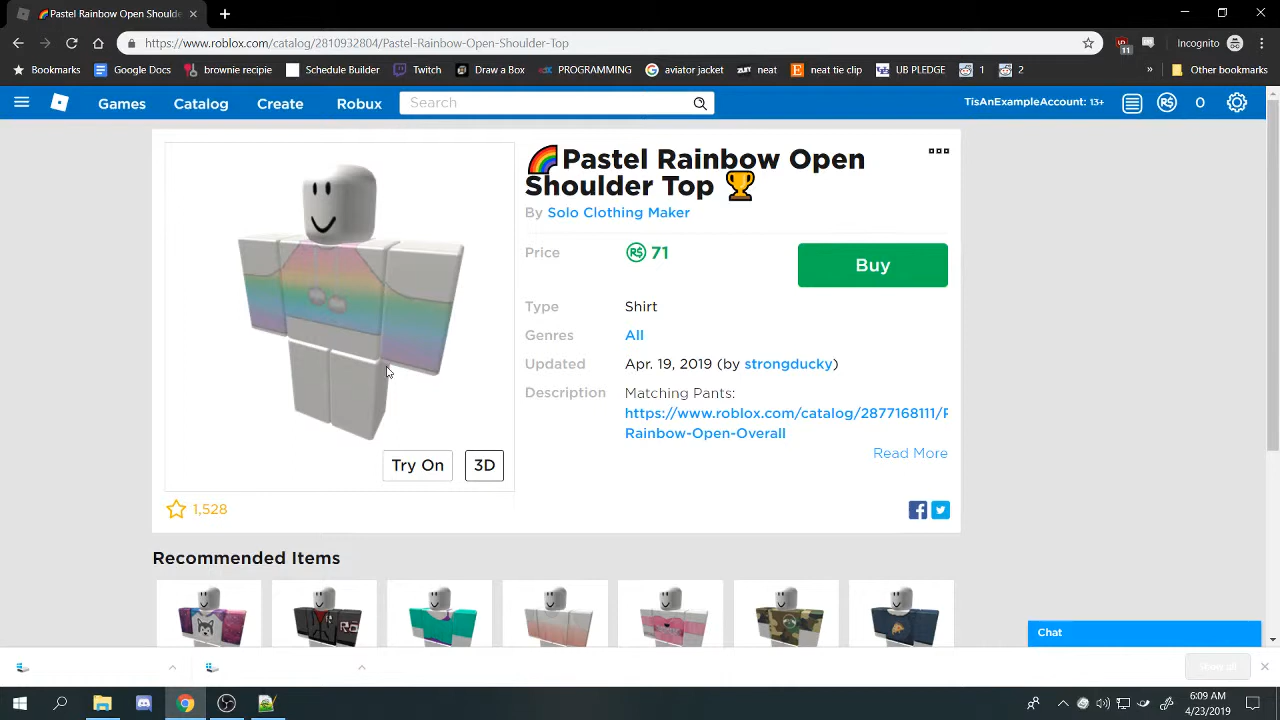 Pastel Rainbow Open Shoulde
https://www.roblox.com/catalog/2810932804/Pastel-Rainbow-Open-Shoulder-Top
11
Incognito
Bookmarks Google Docs brownie recipe Schedule Builder Twitch Draw a Box PROGRAMMING aviator jacket neat neat tie clip UB PLEDGE 1 2 » Other bookmarks
Games Catalog Create Robux Search TisAnExampleAccount: 13+ R$ 0
🌈Pastel Rainbow Open
Shoulder Top 🏆
By Solo Clothing Maker
Price R$ 71
Buy
Type Shirt
Genres All
Updated Apr. 19, 2019 (by strongducky)
Description Matching Pants:
https://www.roblox.com/catalog/2877168111/
Rainbow-Open-Overall
Read More
Try On 3D
1,528
Recommended Items
Chat
Show all
6:09 AM
4/23/2019